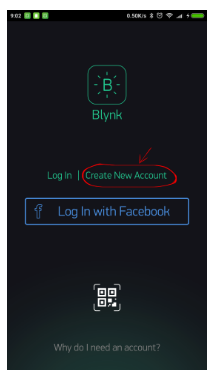 9:02 0.50K/s
B
Blynk
Log In | Create New Account
f Log In with Facebook
Why do I need an account?